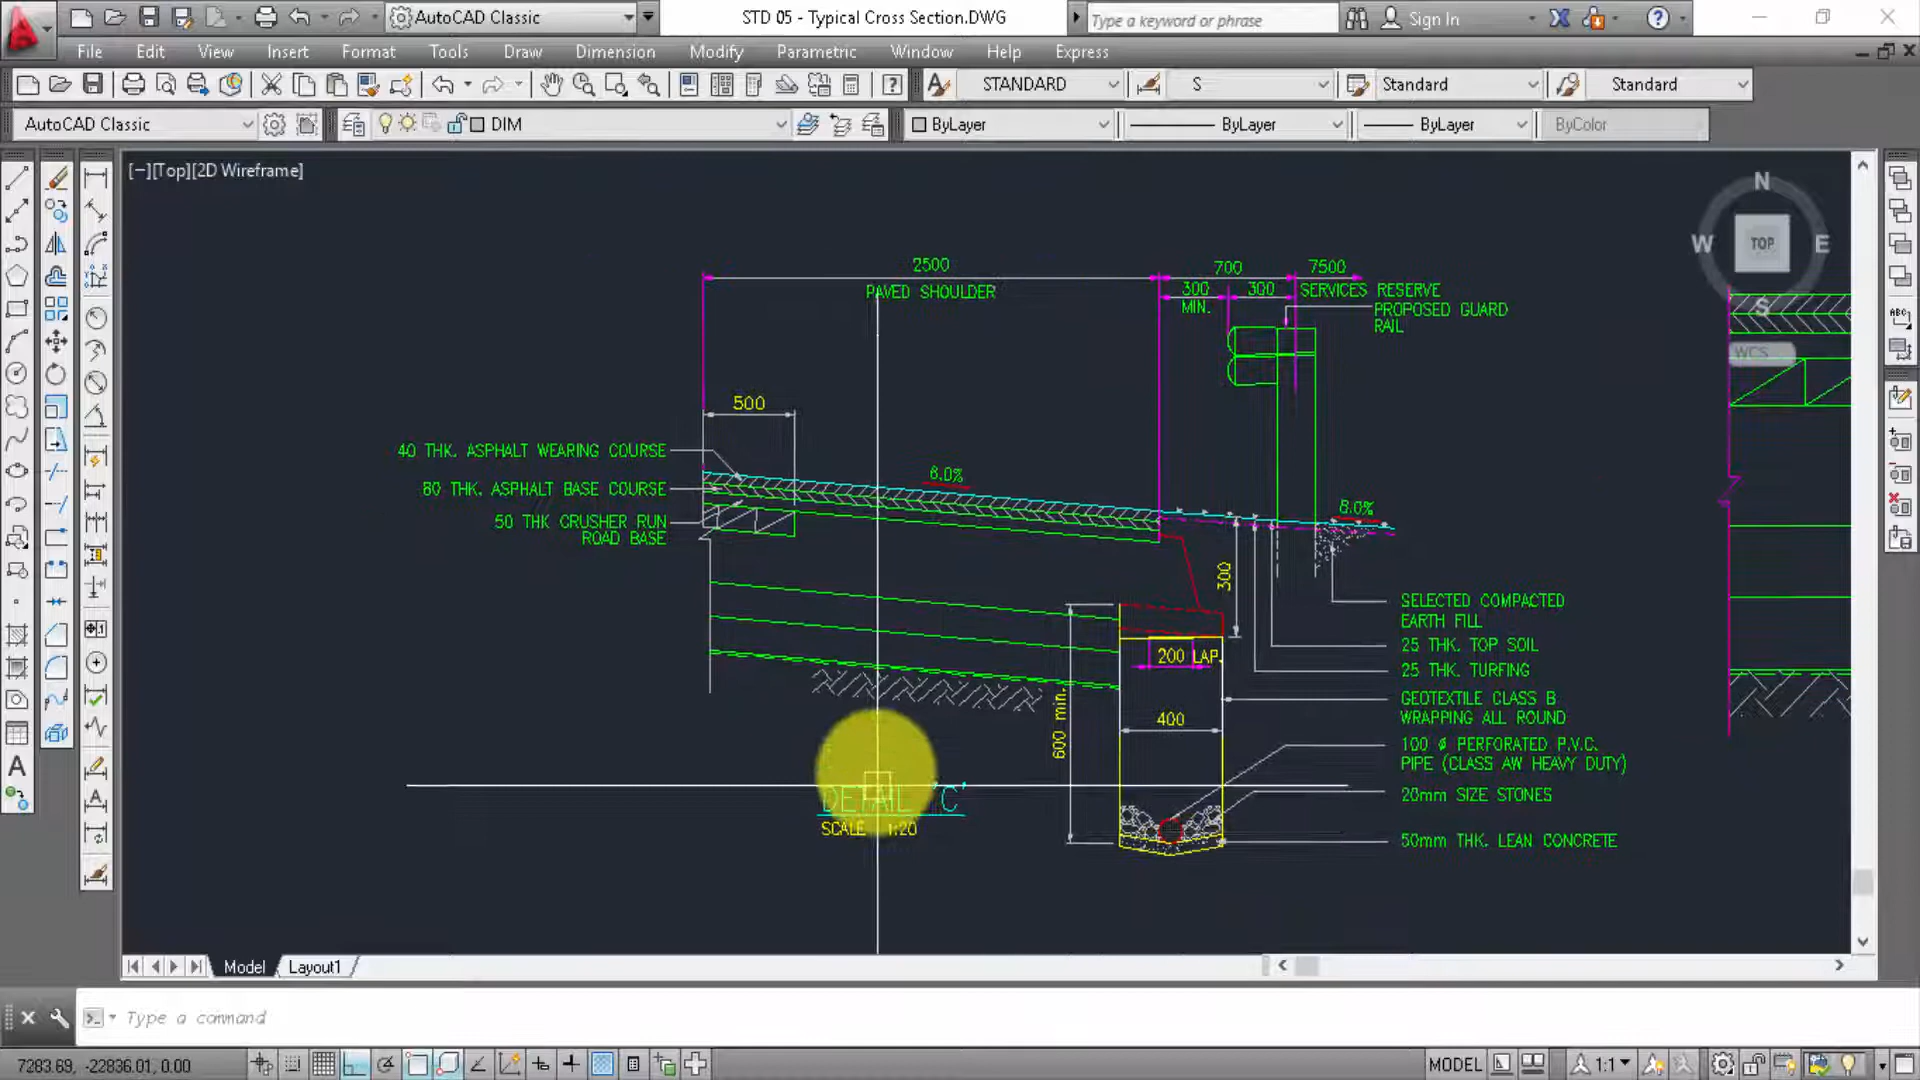 AutoCAD Classic
STD 05 - Typical Cross Section.DWG
Type a keyword or phrase
Sign In
File Edit View Insert Format Tools Draw Dimension Modify Parametric Window Help Express
STANDARD S Standard Standard
AutoCAD Classic DIM ByLayer ByLayer ByLayer ByColor
[−][Top][2D Wireframe]
N
W TOP E
S
WCS
2500 700 7500
PAVED SHOULDER 300 300 SERVICES RESERVE
MIN.
PROPOSED GUARD
RAIL
500
40 THK. ASPHALT WEARING COURSE
60 THK. ASPHALT BASE COURSE
50 THK CRUSHER RUN
ROAD BASE
6.0%
8.0%
300
SELECTED COMPACTED
EARTH FILL
25 THK. TOP SOIL
200 LAP.
25 THK. TURFING
GEOTEXTILE CLASS B
WRAPPING ALL ROUND
600 min.
400
100 ø PERFORATED P.V.C.
PIPE (CLASS AW HEAVY DUTY)
20mm SIZE STONES
DETAIL 'C'
SCALE 1:20
50mm THK. LEAN CONCRETE
Model Layout1
Type a command
7283.69, -22836.01, 0.00
MODEL 1:1